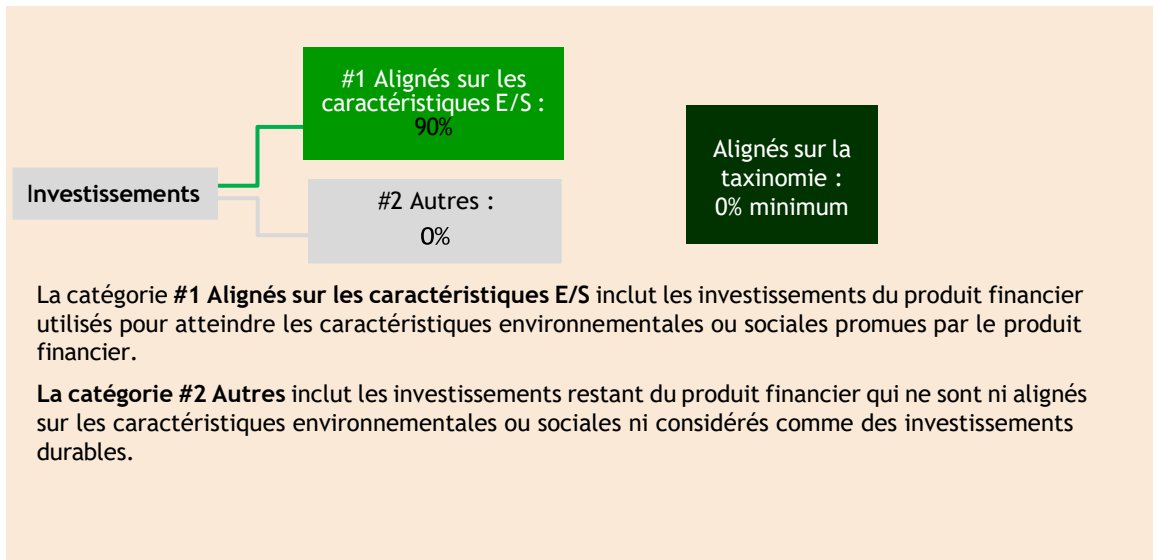 #1 Alignés sur les
caractéristiques E/S :
90%
Alignés sur la
taxinomie :
0% minimum
Investissements
#2 Autres :
0%
La catégorie #1 Alignés sur les caractéristiques E/S inclut les investissements du produit financier
utilisés pour atteindre les caractéristiques environnementales ou sociales promues par le produit
financier.
La catégorie #2 Autres inclut les investissements restant du produit financier qui ne sont ni alignés
sur les caractéristiques environnementales ou sociales ni considérés comme des investissements
durables.